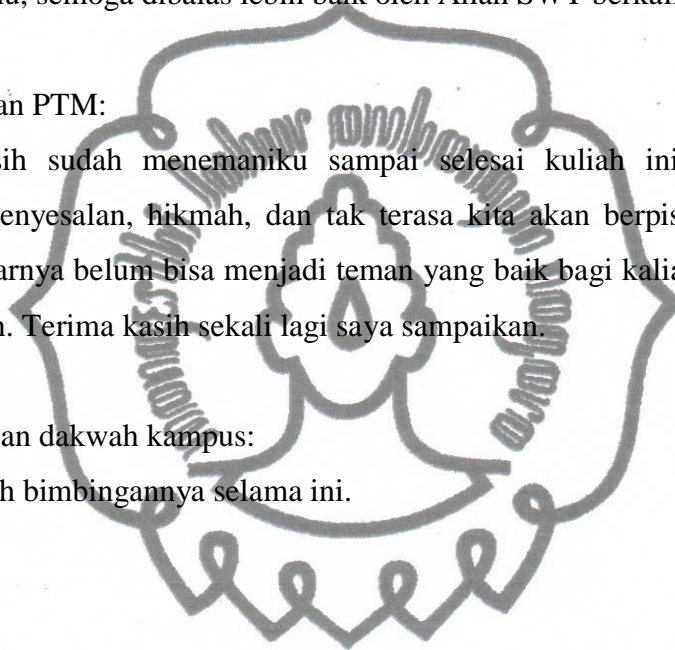 u, semoga dibalas lebih baik oleh Allah SWT berkali
an PTM:
sih sudah menemaniku sampai selesai kuliah ini
enyesalan, hikmah, dan tak terasa kita akan berpis
arnya belum bisa menjadi teman yang baik bagi kalia
n. Terima kasih sekali lagi saya sampaikan.
an dakwah kampus:
h bimbingannya selama ini.